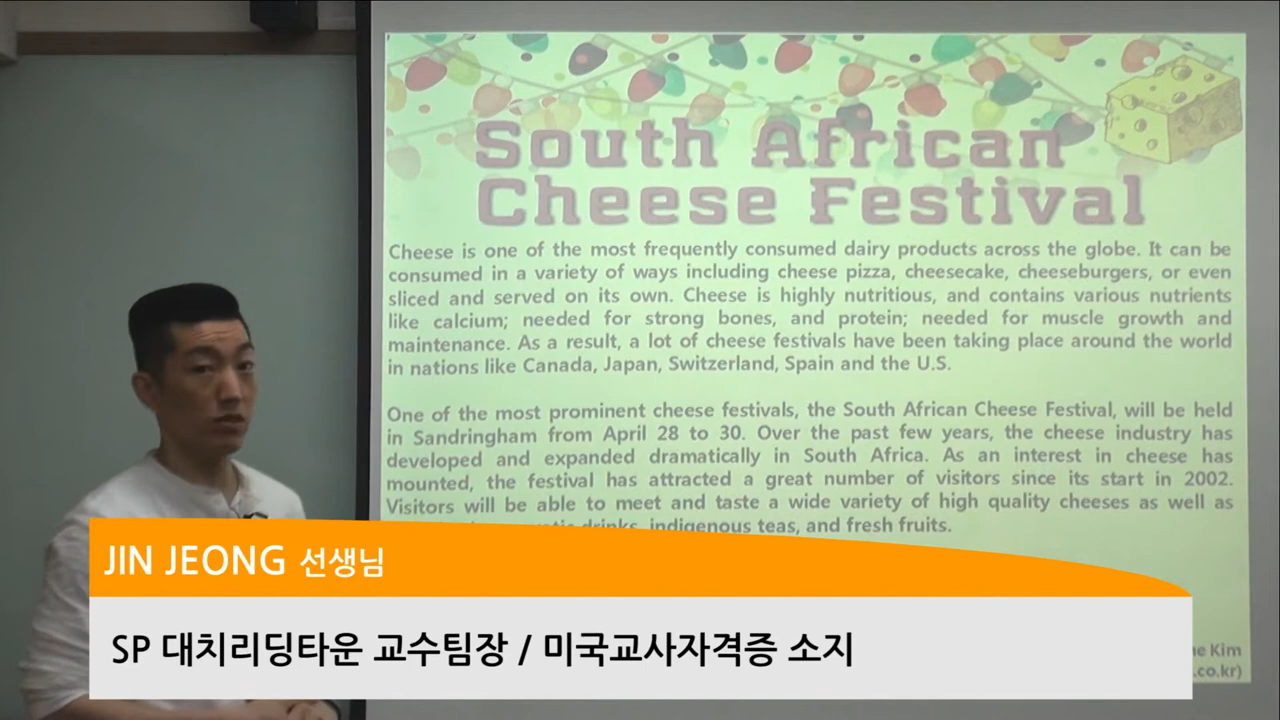 South African
Cheese Festival
Cheese is one of the most frequently consumed dairy products across the globe. It can be
consumed in a variety of ways including cheese pizza, cheesecake, cheeseburgers, or even
sliced and served on its own. Cheese is highly nutritious, and contains various nutrients
like calcium; needed for strong bones, and protein; needed for muscle growth and
maintenance. As a result, a lot of cheese festivals have been taking place around the world
in nations like Canada, Japan, Switzerland, Spain and the U.S.
One of the most prominent cheese festivals, the South African Cheese Festival, will be held
in Sandringham from April 28 to 30. Over the past few years, the cheese industry has
developed and expanded dramatically in South Africa. As an interest in cheese has
mounted, the festival has attracted a great number of visitors since its start in 2002.
Visitors will be able to meet and taste a wide variety of high quality cheeses as well as
drinks, indigenous teas, and fresh fruits.
Kim
.co.kr)
JIN JEONG 선생님
SP 대치리딩타운 교수팀장 / 미국교사자격증 소지